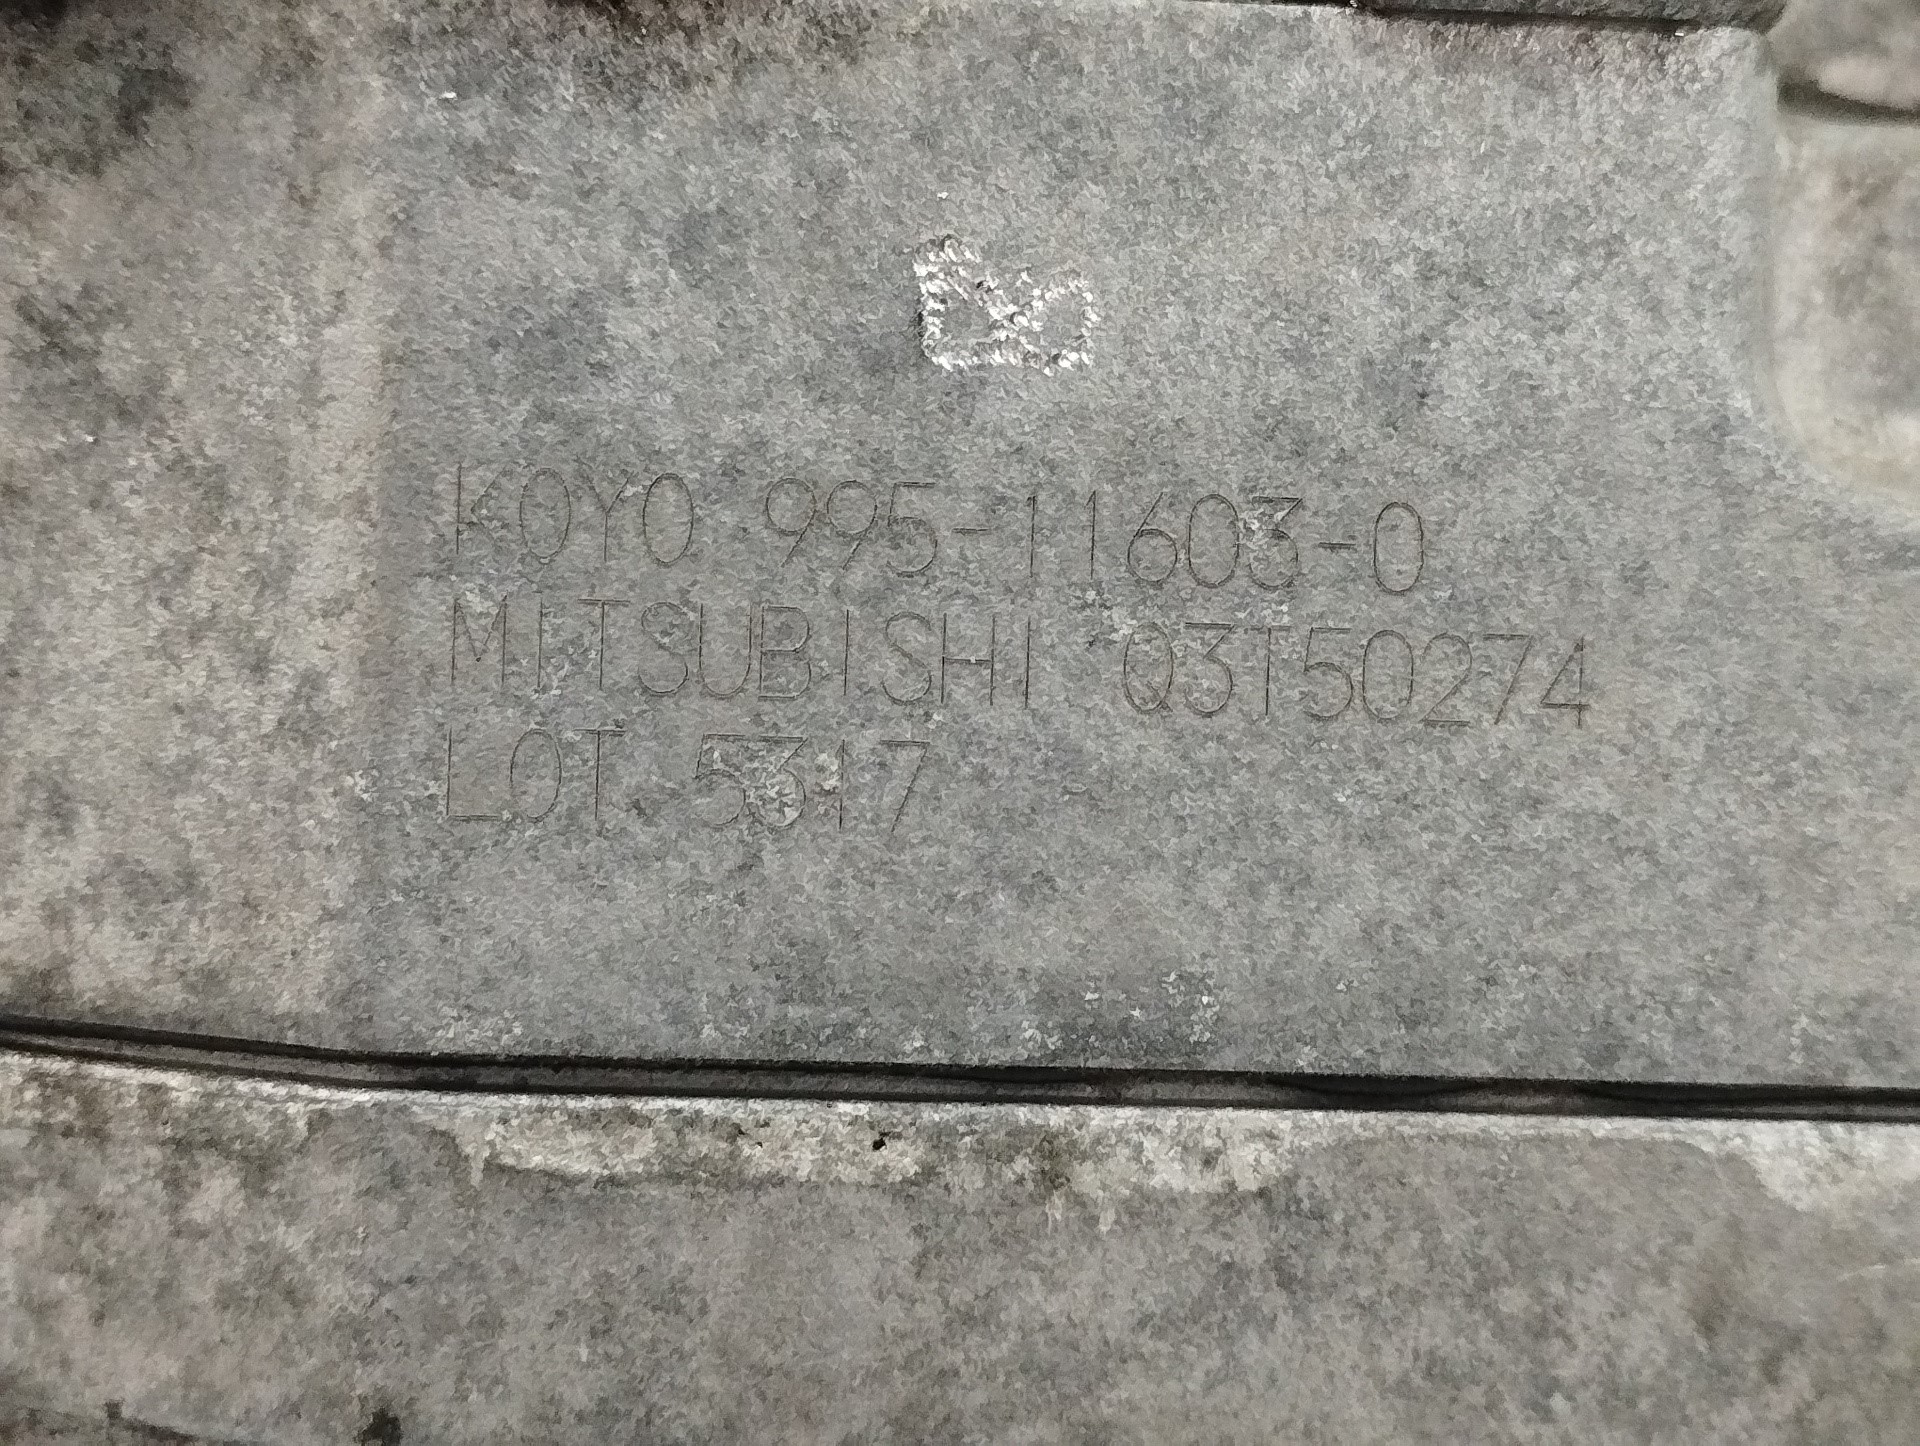 KOYO 995-11603-0
MITSUBISHI Q3T50274
LOT 5317